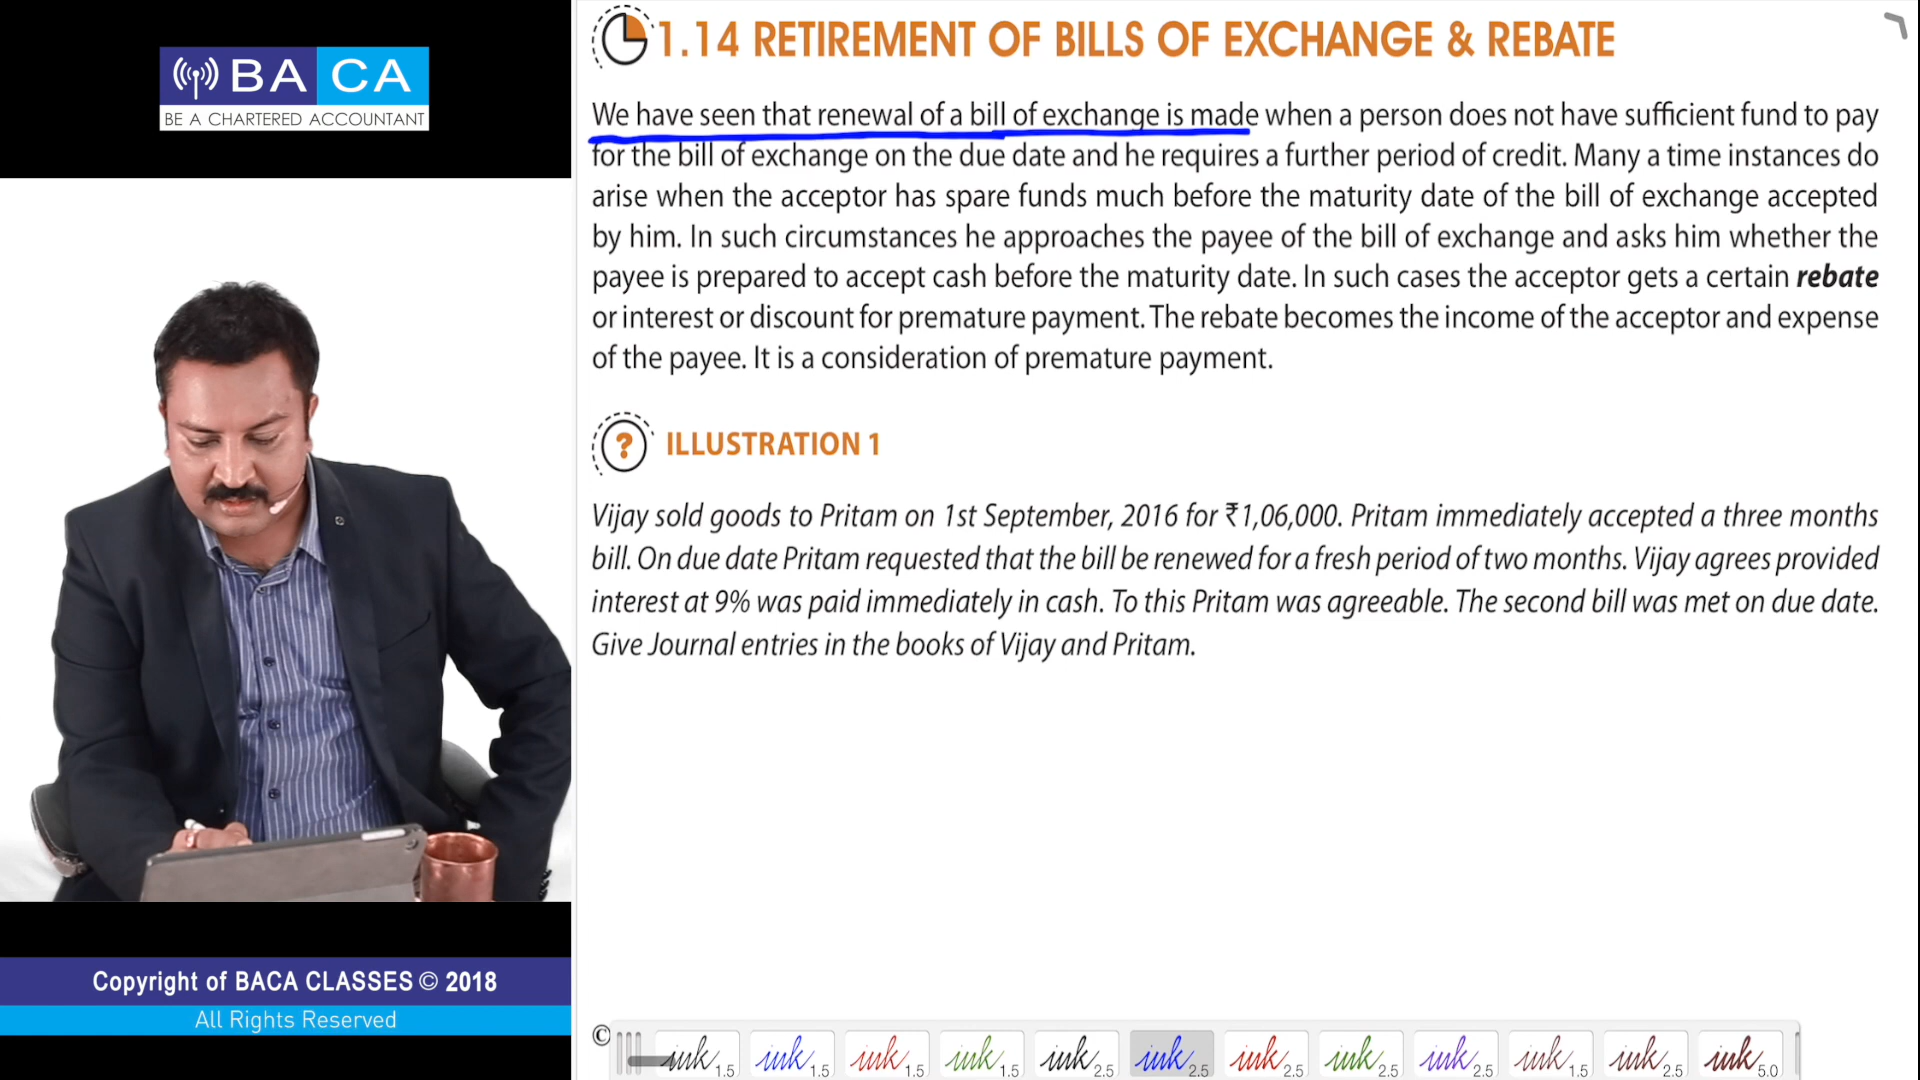 BA CA
BE A CHARTERED ACCOUNTANT
1.14 RETIREMENT OF BILLS OF EXCHANGE & REBATE
We have seen that renewal of a bill of exchange is made when a person does not have sufficient fund to pay
for the bill of exchange on the due date and he requires a further period of credit. Many a time instances do
arise when the acceptor has spare funds much before the maturity date of the bill of exchange accepted
by him. In such circumstances he approaches the payee of the bill of exchange and asks him whether the
payee is prepared to accept cash before the maturity date. In such cases the acceptor gets a certain rebate
or interest or discount for premature payment. The rebate becomes the income of the acceptor and expense
of the payee. It is a consideration of premature payment.
? ILLUSTRATION 1
Vijay sold goods to Pritam on 1st September, 2016 for ₹1,06,000. Pritam immediately accepted a three months
bill. On due date Pritam requested that the bill be renewed for a fresh period of two months. Vijay agrees provided
interest at 9% was paid immediately in cash. To this Pritam was agreeable. The second bill was met on due date.
Give Journal entries in the books of Vijay and Pritam.
Copyright of BACA CLASSES © 2018
All Rights Reserved
©
ink 1.5 ink 1.5 ink 1.5 ink 1.5 ink 2.5 ink 2.5 ink 2.5 ink 2.5 ink 2.5 ink 1.5 ink 2.5 ink 5.0